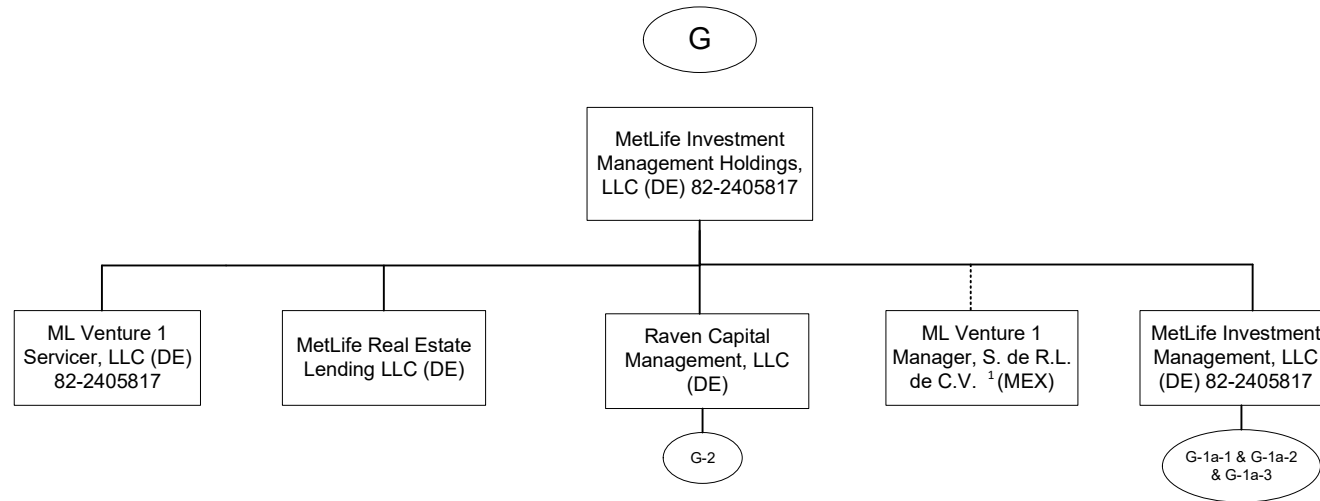 G
MetLife Investment
Management Holdings,
LLC (DE) 82-2405817
ML Venture 1
Servicer, LLC (DE)
82-2405817
MetLife Real Estate
Lending LLC (DE)
Raven Capital
Management, LLC
(DE)
ML Venture 1
Manager, S. de R.L.
de C.V. ¹ (MEX)
MetLife Investment
Management, LLC
(DE) 82-2405817
G-2
G-1a-1 & G-1a-2
& G-1a-3